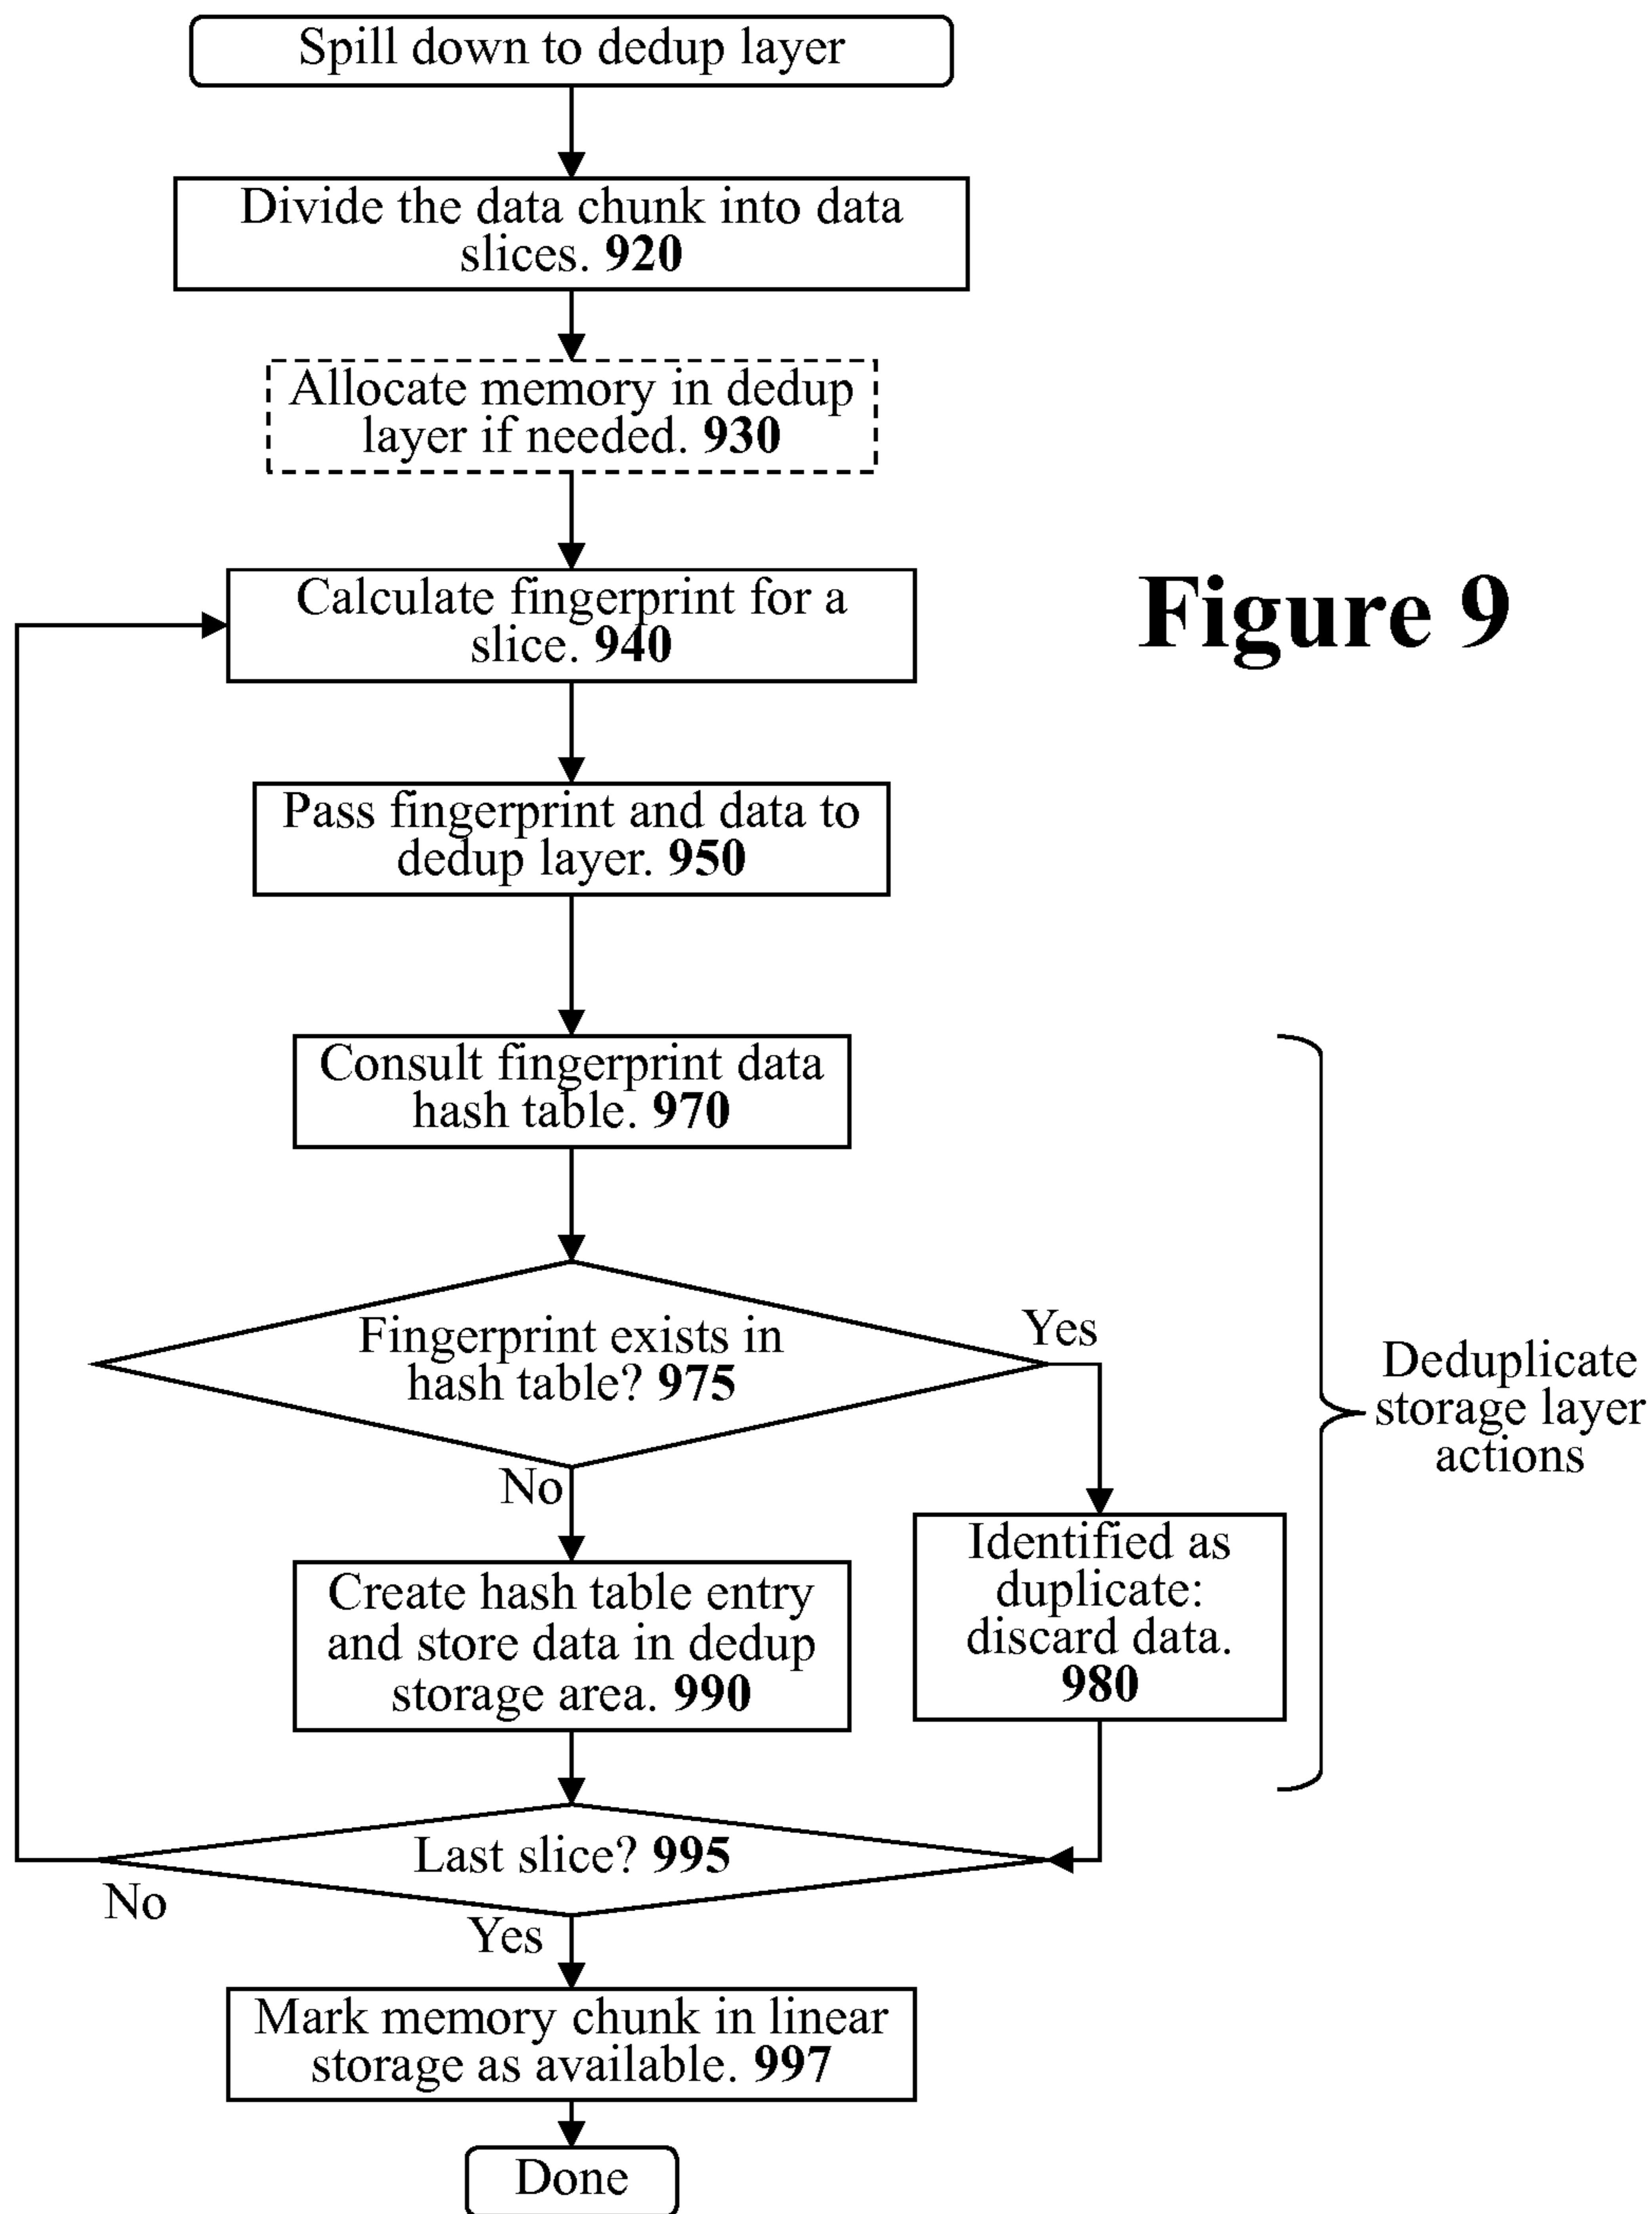 Spill down to dedup layer
Divide the data chunk into data
slices. 920
Allocate memory in dedup
layer if needed. 930
Calculate fingerprint for a
slice. 940
Figure 9
Pass fingerprint and data to
dedup layer. 950
Consult fingerprint data
hash table. 970
Fingerprint exists in
hash table? 975
Yes
No
Deduplicate
storage layer
actions
Create hash table entry
and store data in dedup
storage area. 990
Identified as
duplicate:
discard data.
980
Last slice? 995
No
Yes
Mark memory chunk in linear
storage as available. 997
Done